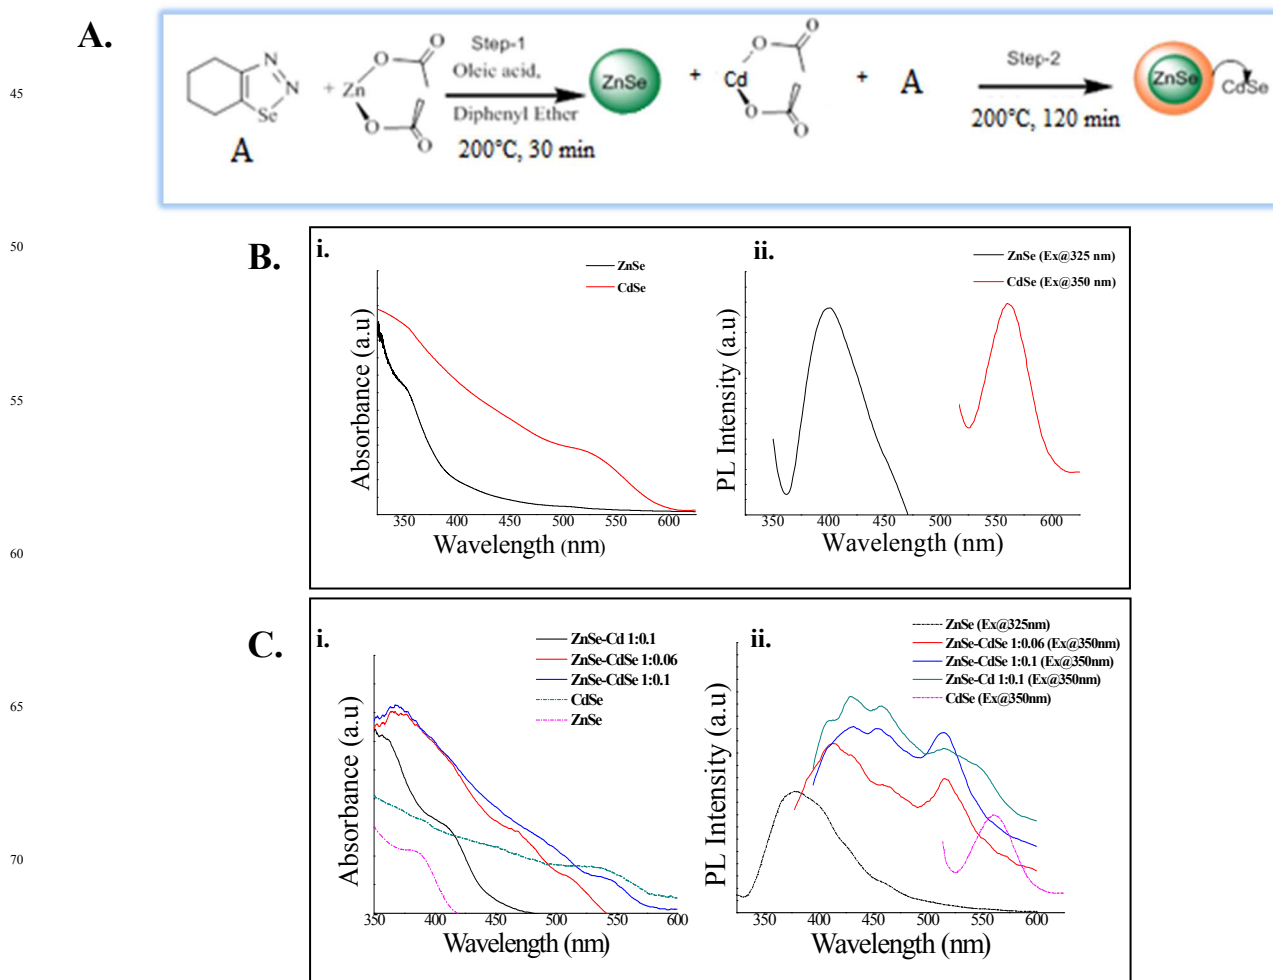 A.
45
N
N
Se
A
+
Zn
O
O
O
O
Step-1
Oleic acid,
Diphenyl Ether
200°C, 30 min
ZnSe
+
Cd
O
O
O
O
+
A
Step-2
200°C, 120 min
ZnSe
CdSe
50
B.
i.
ZnSe
CdSe
Absorbance (a.u)
350 400 450 500 550 600
Wavelength (nm)
ii.
ZnSe (Ex@325 nm)
CdSe (Ex@350 nm)
PL Intensity (a.u)
350 400 450 500 550 600
Wavelength (nm)
55
60
C.
i.
ZnSe-Cd 1:0.1
ZnSe-CdSe 1:0.06
ZnSe-CdSe 1:0.1
CdSe
ZnSe
Absorbance (a.u)
350 400 450 500 550 600
Wavelength (nm)
ii.
ZnSe (Ex@325nm)
ZnSe-CdSe 1:0.06 (Ex@350nm)
ZnSe-CdSe 1:0.1 (Ex@350nm)
ZnSe-Cd 1:0.1 (Ex@350nm)
CdSe (Ex@350nm)
PL Intensity (a.u)
350 400 450 500 550 600
Wavelength (nm)
65
70